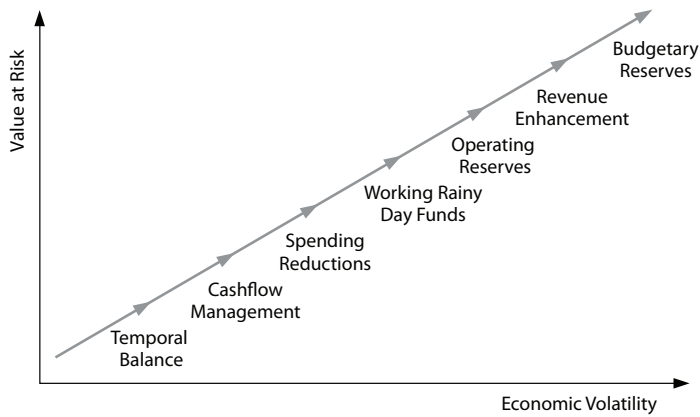 Value at Risk
Budgetary
Reserves
Revenue
Enhancement
Operating
Reserves
Working Rainy
Day Funds
Spending
Reductions
Cashflow
Management
Temporal
Balance
Economic Volatility